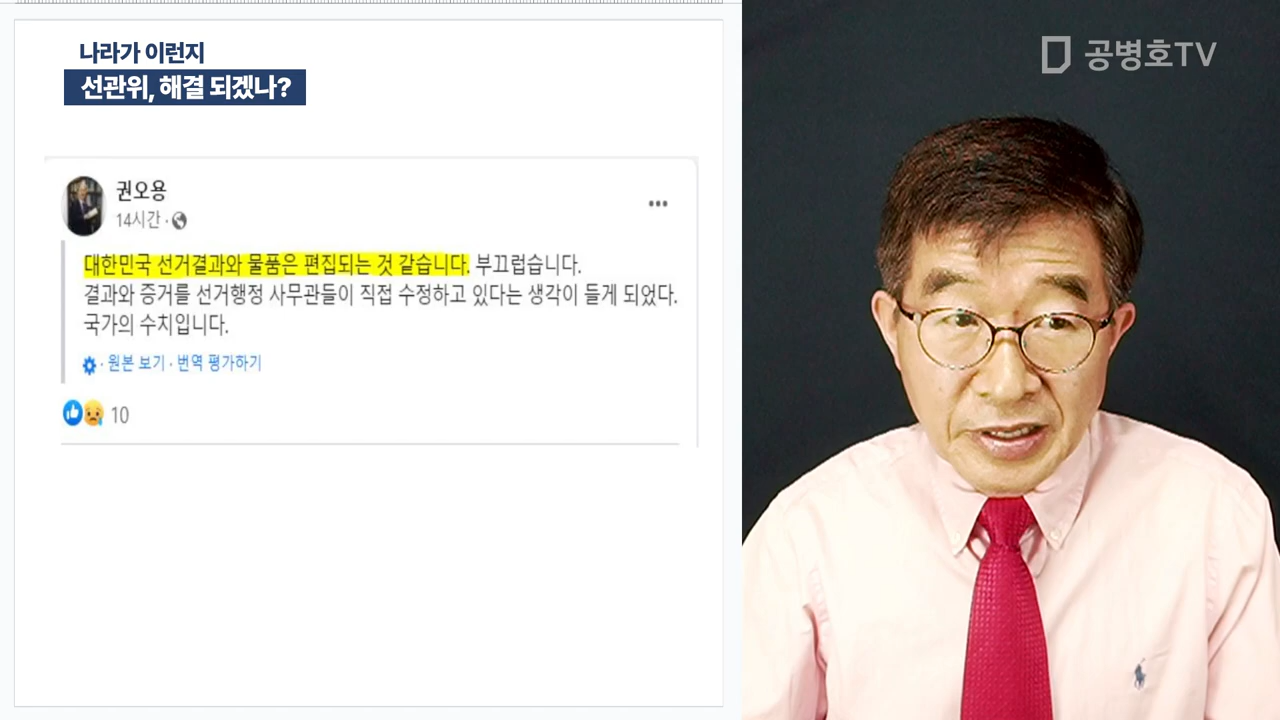 나라가 이런지
선관위, 해결 되겠나?
공병호TV
권오용
14시간 ·
대한민국 선거결과와 물품은 편집되는 것 같습니다. 부끄럽습니다.
결과와 증거를 선거행정 사무관들이 직접 수정하고 있다는 생각이 들게 되었다.
국가의 수치입니다.
· 원본 보기 · 번역 평가하기
10